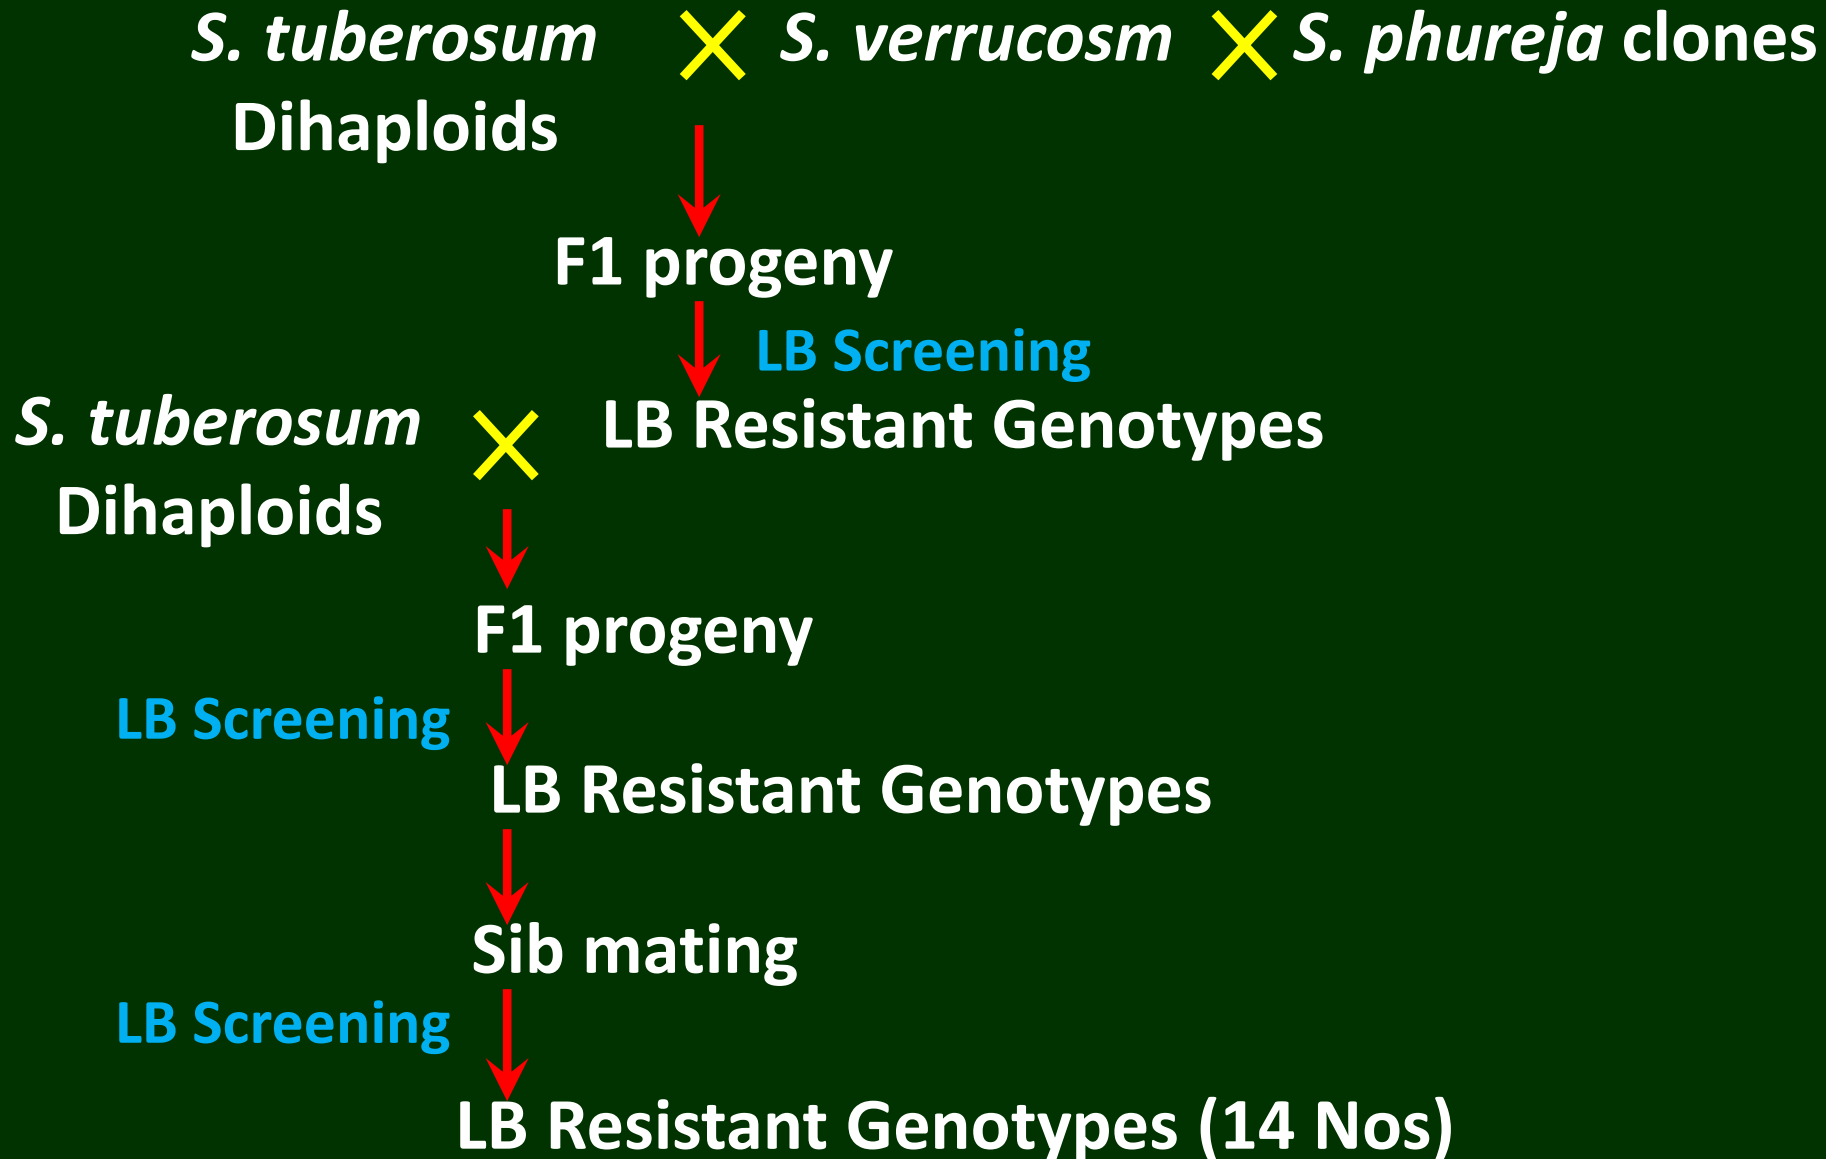 S. tuberosum S. verrucosm S. phureja clones
Dihaploids
F1 progeny
LB Screening
S. tuberosum LB Resistant Genotypes
Dihaploids
F1 progeny
LB Screening
LB Resistant Genotypes
Sib mating
LB Screening
LB Resistant Genotypes (14 Nos)